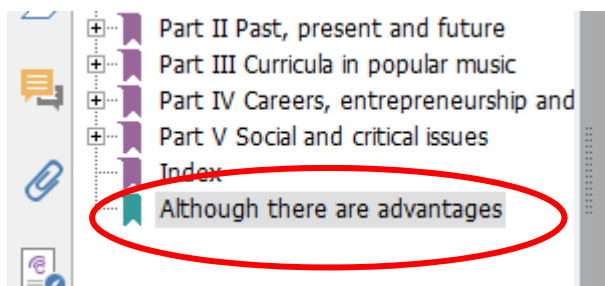 Part II Past, present and future
Part III Curricula in popular music
Part IV Careers, entrepreneurship and
Part V Social and critical issues
Index
Although there are advantages